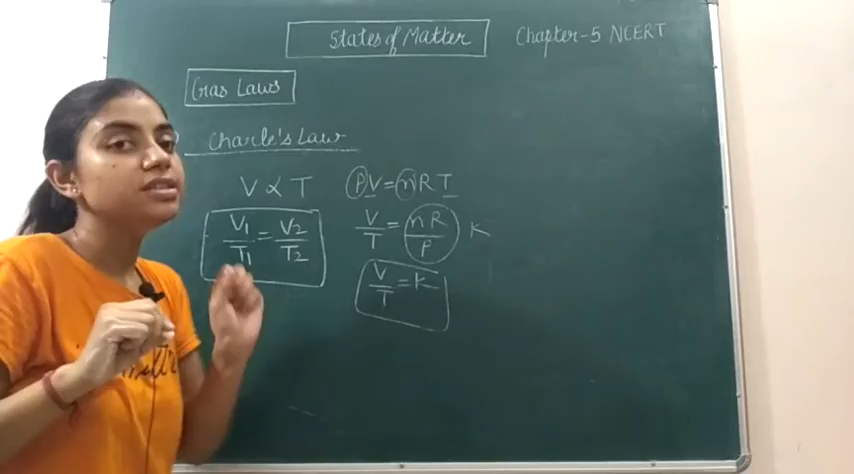 States of Matter Chapter-5 NCERT
Gas Laws
Charle's Law
V ∝ T PV = nRT
V₁/T₁ = V₂/T₂ V/T = nR/P K
V/T = K